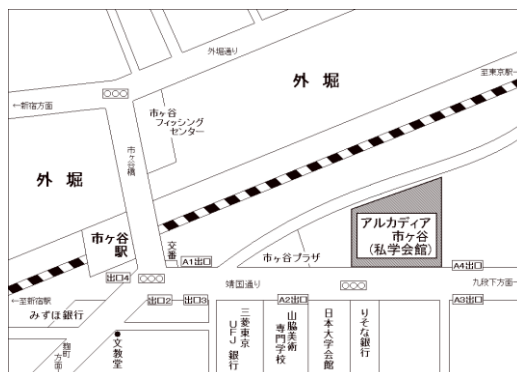 外堀通り
外堀
至東京駅→
←新宿方面
市ヶ谷
フィッシング
センター
市ヶ谷橋
外堀
市ヶ谷
駅
交番
A1出口
市ヶ谷プラザ
アルカディア
市ヶ谷
(私学会館)
出口4
A4出口
←至新宿駅
靖国通り
九段下方面→
みずほ銀行
出口2
出口3
A2出口
A3出口
麹町
方面
文教堂
三菱東京
UFJ銀行
山脇美術
専門学校
日本大学会館
りそな銀行